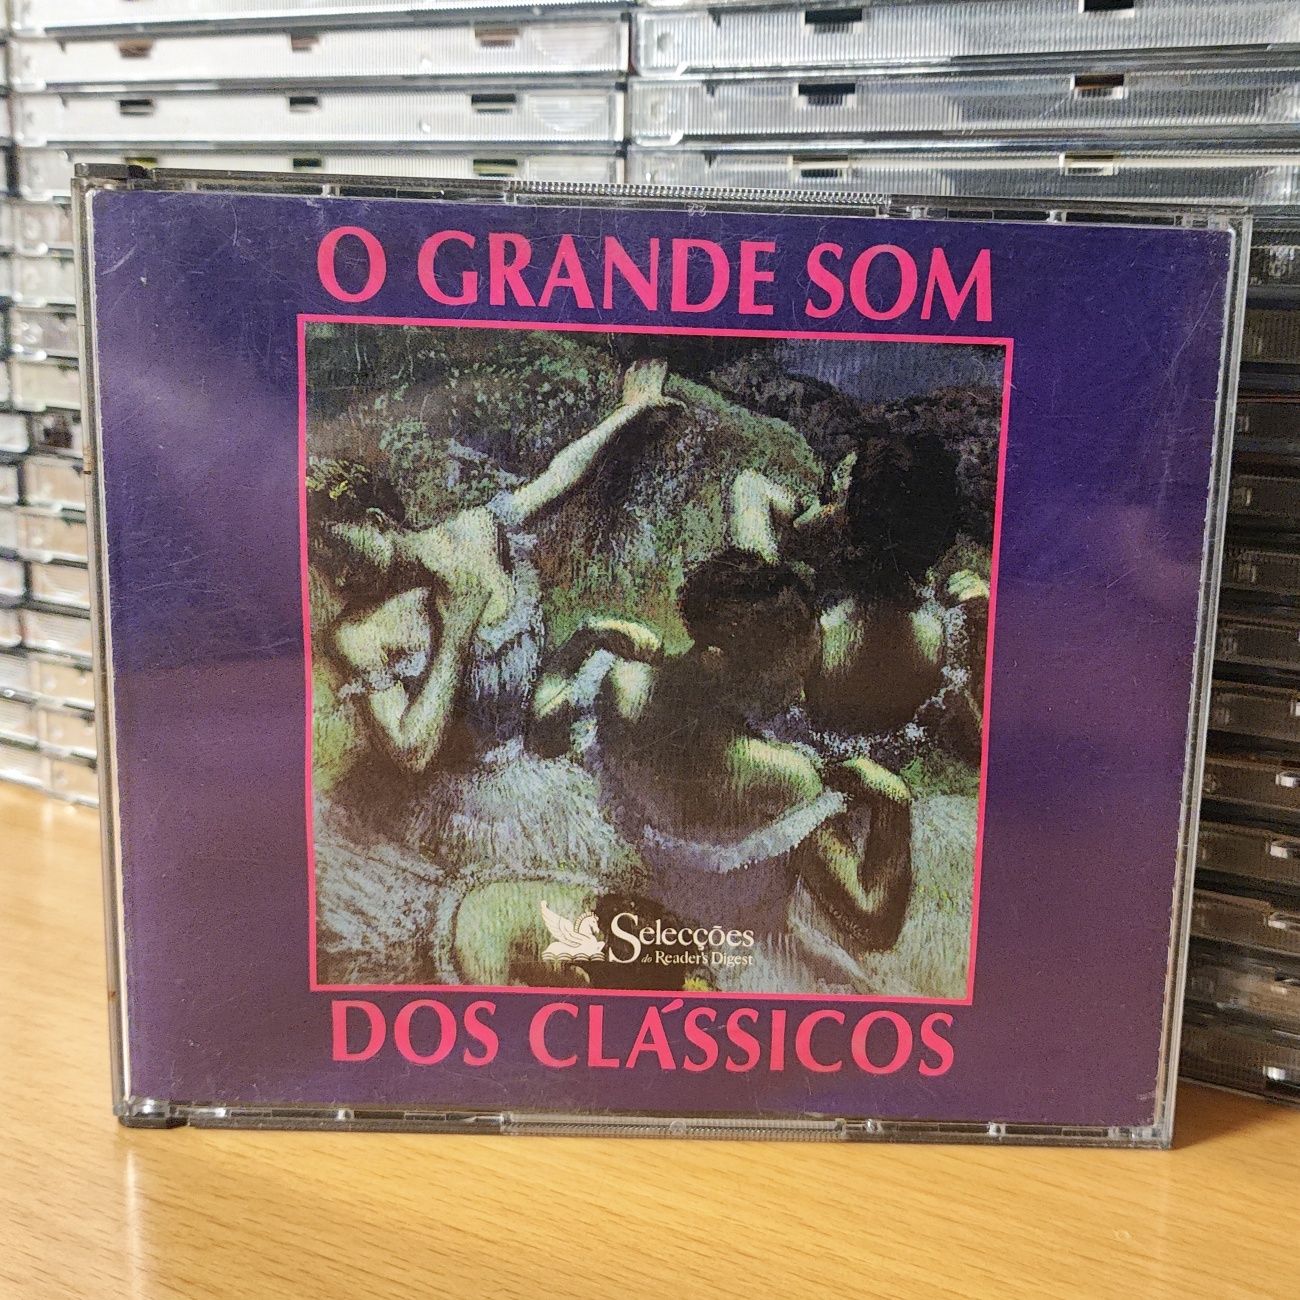 O GRANDE SOM
Selecções
do Reader's Digest
DOS CLÁSSICOS